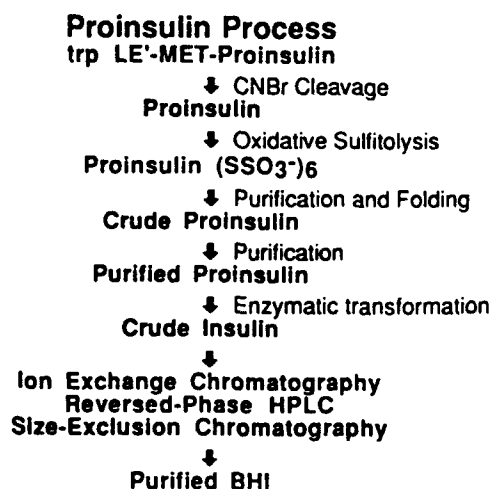 Proinsulin Process
trp LE'-MET-Proinsulin
CNBr Cleavage
Proinsulin
Oxidative Sulfitolysis
Proinsulin (SSO3-)6
Purification and Folding
Crude Proinsulin
Purification
Purified Proinsulin
Enzymatic transformation
Crude Insulin
Ion Exchange Chromatography
Reversed-Phase HPLC
Size-Exclusion Chromatography
Purified BHI